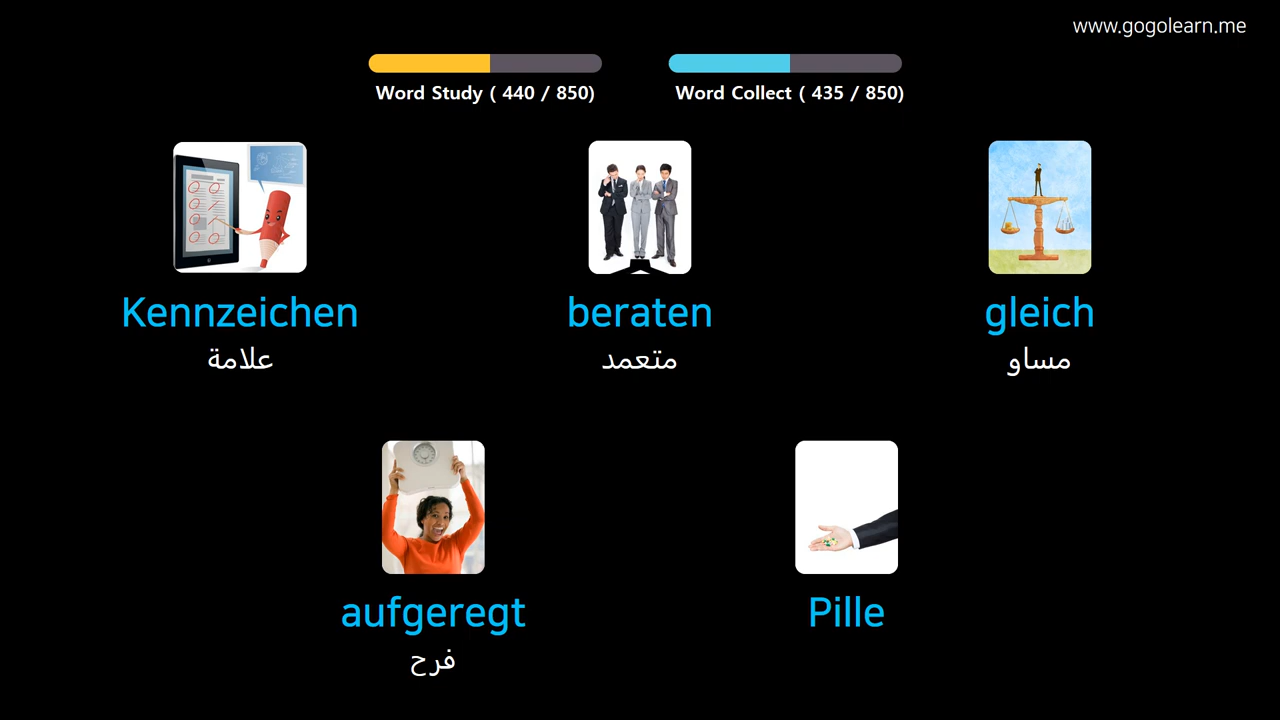 www.gogolearn.me
Word Study ( 440 / 850)
Word Collect ( 435 / 850)
Kennzeichen
علامة
beraten
متعمد
gleich
مساو
aufgeregt
فرح
Pille